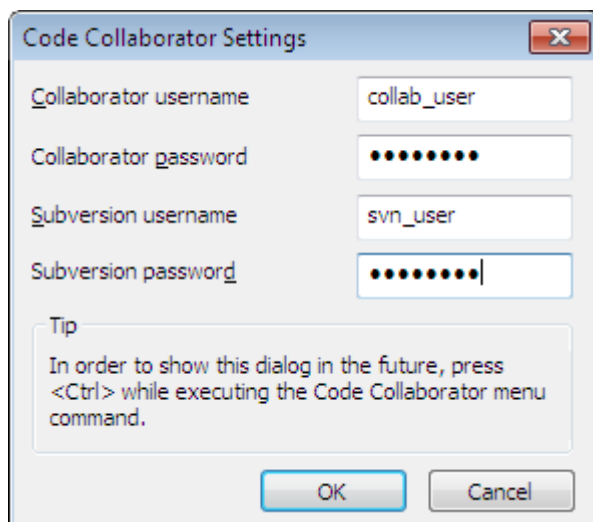 Code Collaborator Settings
Collaborator username collab_user
Collaborator password ●●●●●●●●
Subversion username svn_user
Subversion password ●●●●●●●●
Tip
In order to show this dialog in the future, press
<Ctrl> while executing the Code Collaborator menu
command.
OK Cancel